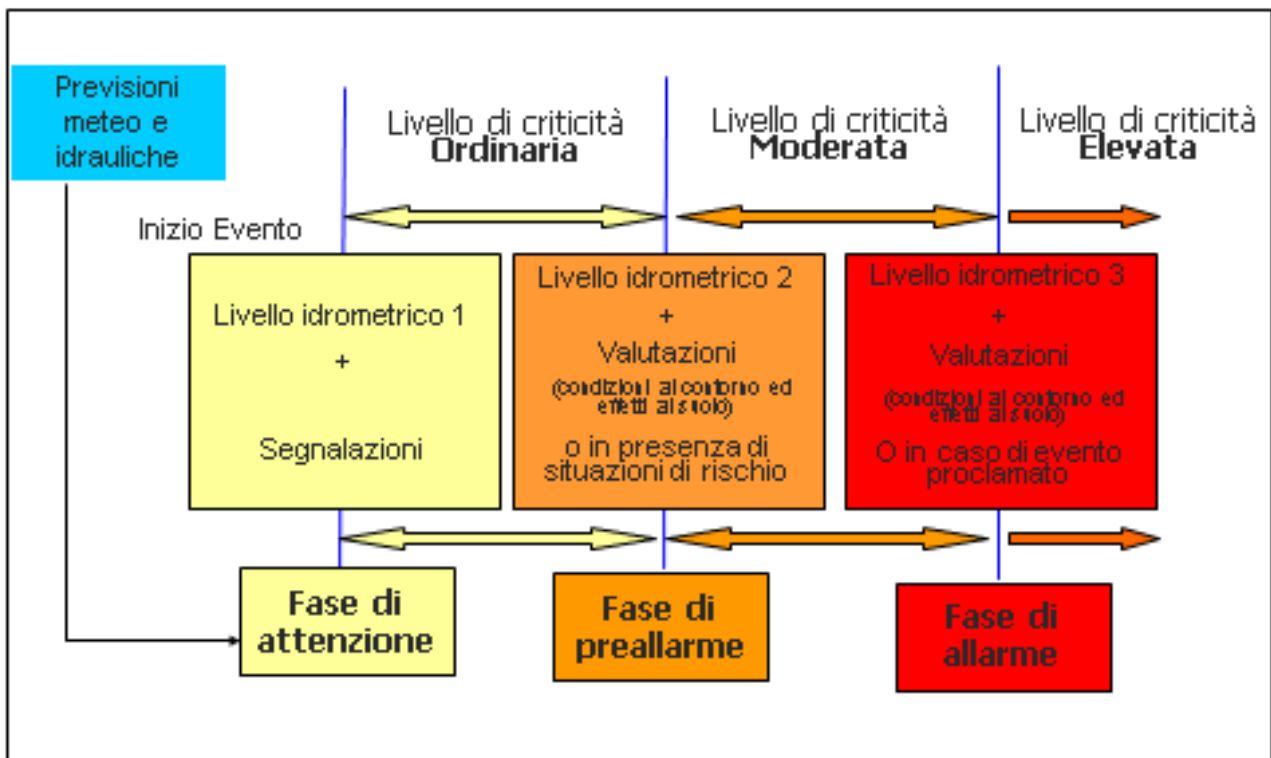 Previsioni
meteo e
idrauliche
Livello di criticità
Ordinaria
Livello di criticità
Moderata
Livello di criticità
Elevata
Inizio Evento
Livello idrometrico 1
+
Segnalazioni
Livello idrometrico 2
+
Valutazioni
(condizioni al contorno ed
effetti al suolo)
o in presenza di
situazioni di rischio
Livello idrometrico 3
+
Valutazioni
(condizioni al contorno ed
effetti al suolo)
O in caso di evento
proclamato
Fase di
attenzione
Fase di
preallarme
Fase di
allarme